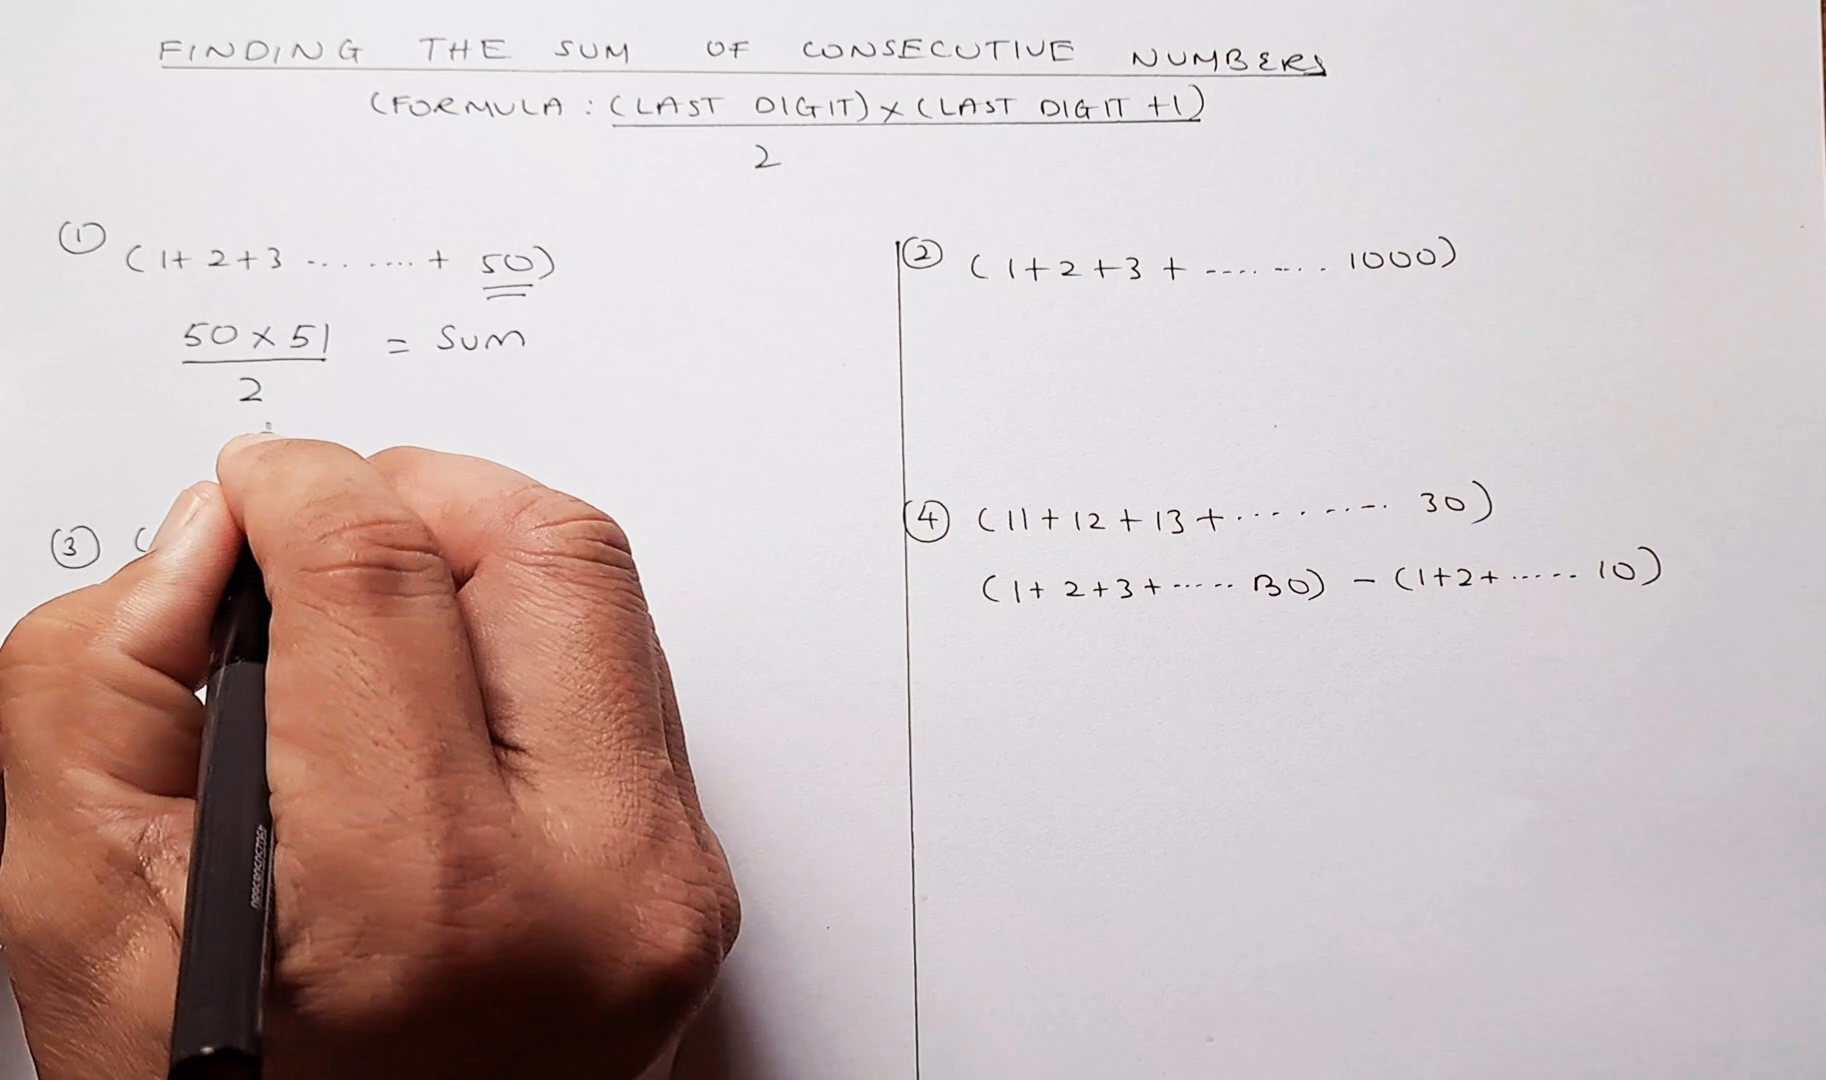 FINDING THE SUM OF CONSECUTIVE NUMBERS
(FORMULA : (LAST DIGIT) x (LAST DIGIT +1)
2
① (1+ 2+3 ........ + 50)
50 x 51 = Sum
2
③ (
② (1+2+3 + ........ 1000)
④ (11+12+13+......... 30)
(1+ 2+3+..... 30) - (1+2+..... 10)